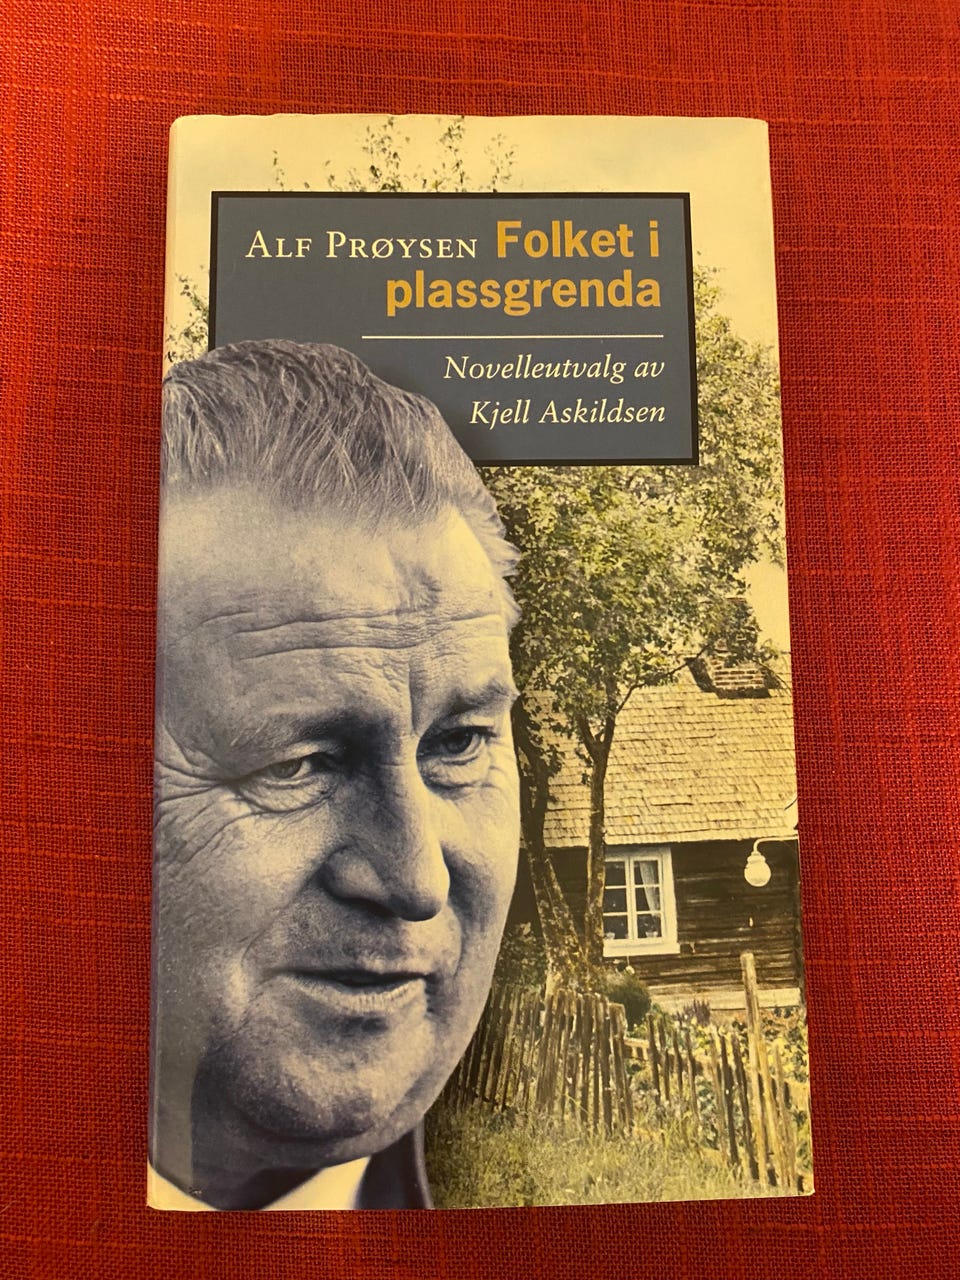 ALF PRØYSEN Folket i
plassgrenda
Novelleutvalg av
Kjell Askildsen